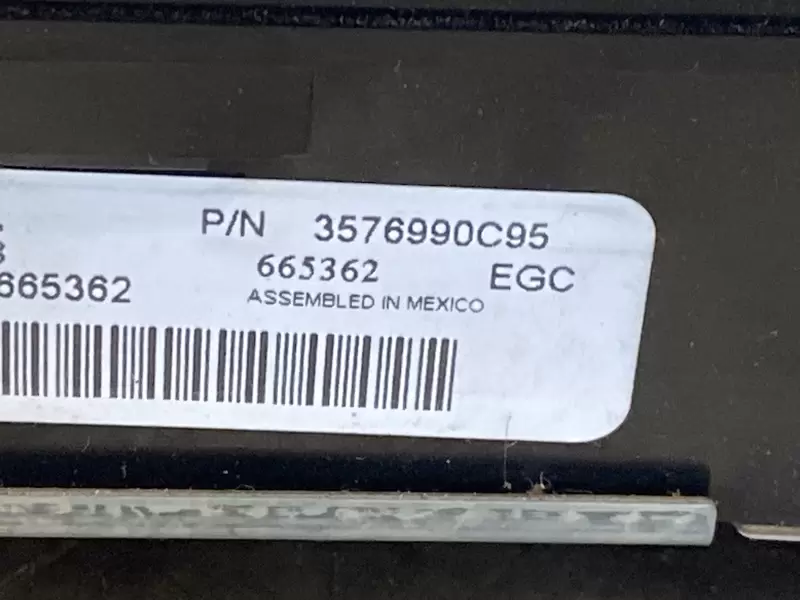 P/N 3576990C95
665362 EGC
665362
ASSEMBLED IN MEXICO